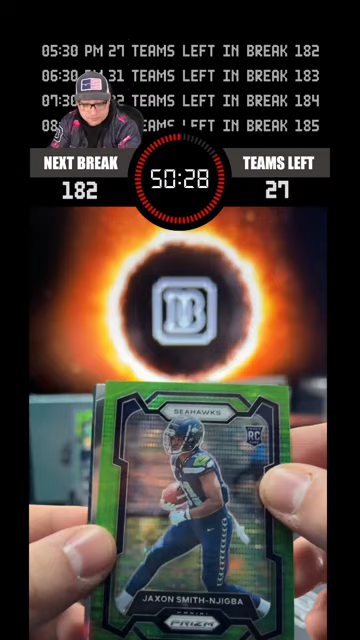 05:30 PM 27 TEAMS LEFT IN BREAK 182
06:30 PM 31 TEAMS LEFT IN BREAK 183
07:30 TEAMS LEFT IN BREAK 184
TEAMS LEFT IN BREAK 185
NEXT BREAK
182
50:28
TEAMS LEFT
27
SEAHAWKS
RC
JAXON SMITH-NJIGBA
PANINI
PRIZM